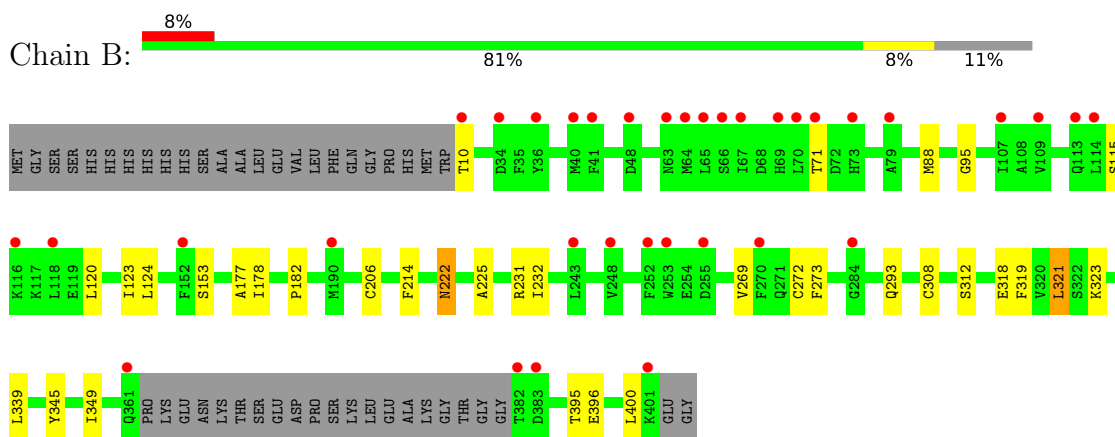 8%
Chain B:
81% 8% 11%
MET GLY SER SER HIS HIS HIS HIS HIS HIS SER ALA ALA LEU GLU VAL LEU PHE GLN GLY PRO HIS MET TRP T10 D34 F35 Y36 M40 F41 D48 N63 M64 L65 S66 I67 D68 H69 L70 T71 D72 H73 A79 M88 G95 I107 A108 V109 Q113 L114 S115
K116 K117 L118 E119 L120 I123 L124 F152 S153 A177 I178 P182 M190 C206 F214 N222 A225 R231 I232 L243 V248 F252 W253 E254 D255 V269 F270 Q271 C272 F273 G284 Q293 C308 S312 E318 F319 V320 L321 S322 K323
L339 Y345 I349 Q361 PRO LYS GLU ASN LYS THR SER GLU ASP PRO SER LYS LEU GLU ALA LYS GLY THR GLY GLY T382 D383 T395 E396 L400 K401 GLU GLY